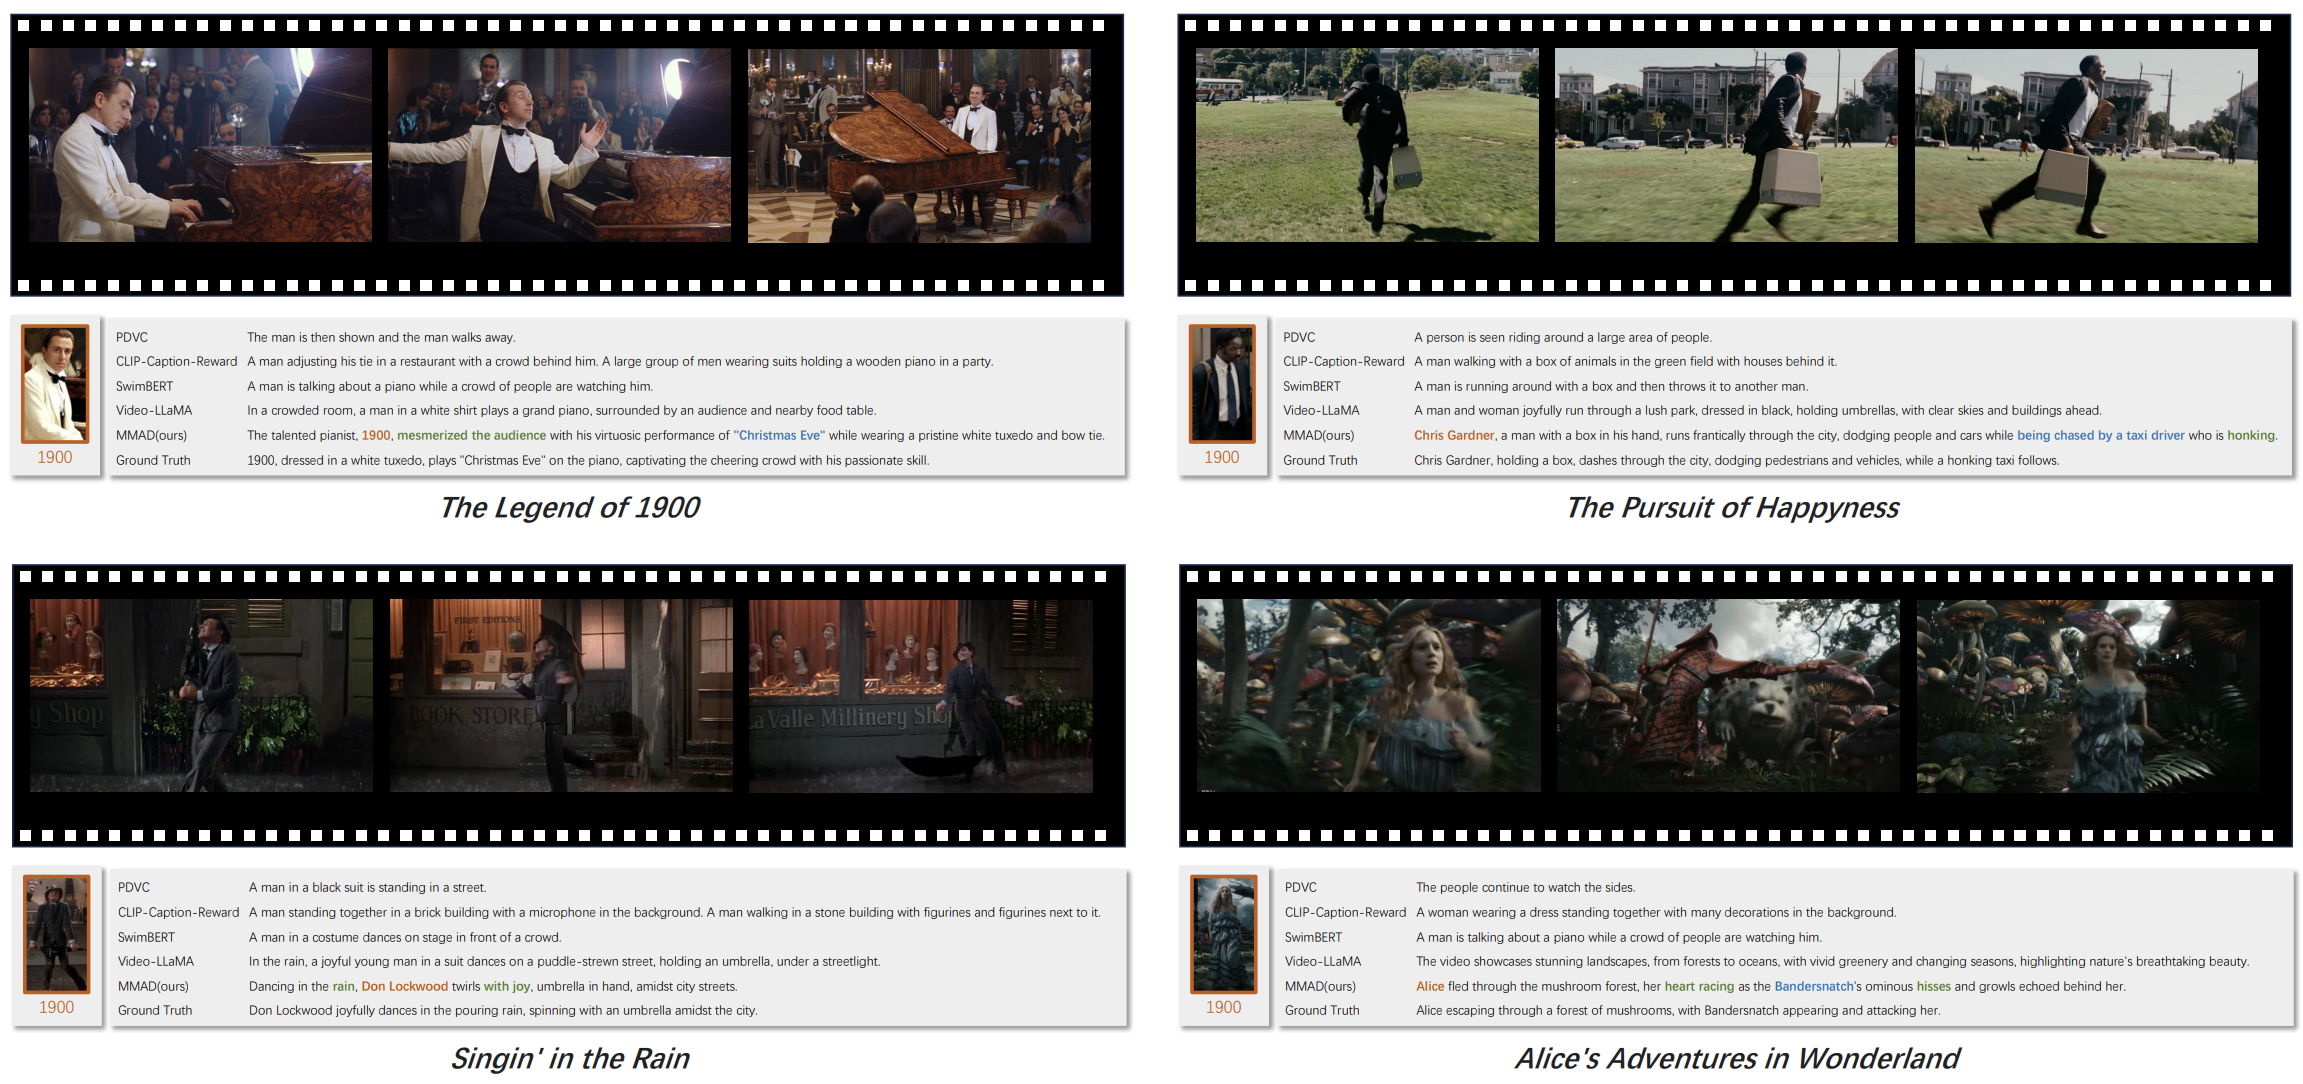 PDVC The man is then shown and the man walks away.
CLIP-Caption-Reward A man adjusting his tie in a restaurant with a crowd behind him. A large group of men wearing suits holding a wooden piano in a party.
SwimBERT A man is talking about a piano while a crowd of people are watching him.
Video-LLaMA In a crowded room, a man in a white shirt plays a grand piano, surrounded by an audience and nearby food table.
MMAD(ours) The talented pianist, 1900, mesmerized the audience with his virtuosic performance of "Christmas Eve" while wearing a pristine white tuxedo and bow tie.
Ground Truth 1900, dressed in a white tuxedo, plays "Christmas Eve" on the piano, captivating the cheering crowd with his passionate skill.
1900
The Legend of 1900
PDVC A person is seen riding around a large area of people.
CLIP-Caption-Reward A man walking with a box of animals in the green field with houses behind it.
SwimBERT A man is running around with a box and then throws it to another man.
Video-LLaMA A man and woman joyfully run through a lush park, dressed in black, holding umbrellas, with clear skies and buildings ahead.
MMAD(ours) Chris Gardner, a man with a box in his hand, runs frantically through the city, dodging people and cars while being chased by a taxi driver who is honking.
Ground Truth Chris Gardner, holding a box, dashes through the city, dodging pedestrians and vehicles, while a honking taxi follows.
1900
The Pursuit of Happyness
y Shop
FIRST EDITIONS
BOOK STORE
LaValle Millinery Shop
PDVC A man in a black suit is standing in a street.
CLIP-Caption-Reward A man standing together in a brick building with a microphone in the background. A man walking in a stone building with figurines and figurines next to it.
SwimBERT A man in a costume dances on stage in front of a crowd.
Video-LLaMA In the rain, a joyful young man in a suit dances on a puddle-strewn street, holding an umbrella, under a streetlight.
MMAD(ours) Dancing in the rain, Don Lockwood twirls with joy, umbrella in hand, amidst city streets.
Ground Truth Don Lockwood joyfully dances in the pouring rain, spinning with an umbrella amidst the city.
1900
Singin' in the Rain
PDVC The people continue to watch the sides.
CLIP-Caption-Reward A woman wearing a dress standing together with many decorations in the background.
SwimBERT A man is talking about a piano while a crowd of people are watching him.
Video-LLaMA The video showcases stunning landscapes, from forests to oceans, with vivid greenery and changing seasons, highlighting nature's breathtaking beauty.
MMAD(ours) Alice fled through the mushroom forest, her heart racing as the Bandersnatch's ominous hisses and growls echoed behind her.
Ground Truth Alice escaping through a forest of mushrooms, with Bandersnatch appearing and attacking her.
1900
Alice's Adventures in Wonderland